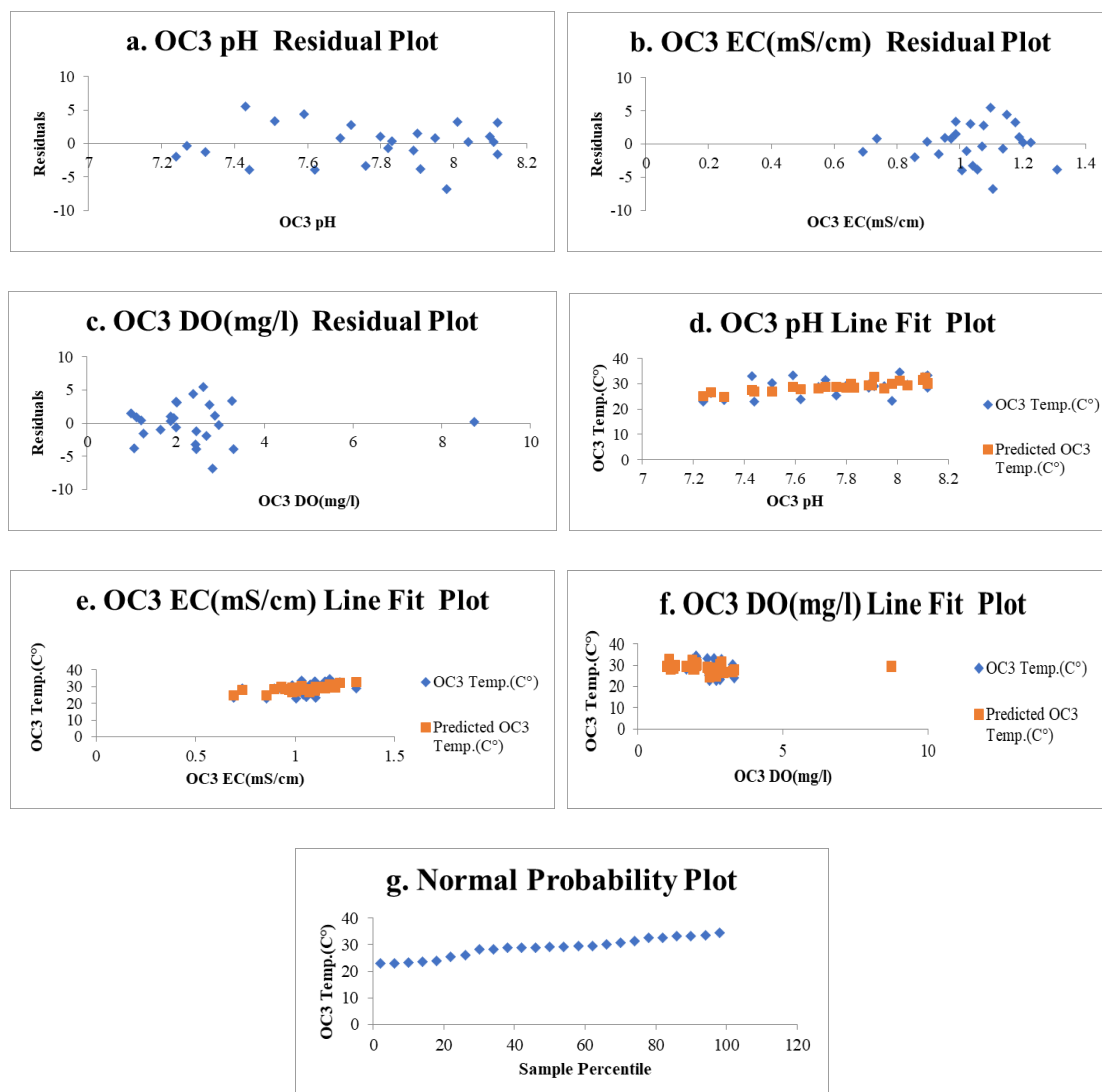 a. OC3 pH Residual Plot
10
5
0
-5
-10
7
7.2
7.4
7.6
7.8
8
8.2
Residuals
OC3 pH
b. OC3 EC(mS/cm) Residual Plot
10
5
0
-5
-10
0
0.2
0.4
0.6
0.8
1
1.2
1.4
Residuals
OC3 EC(mS/cm)
c. OC3 DO(mg/l) Residual Plot
10
5
0
-5
-10
0
2
4
6
8
10
Residuals
OC3 DO(mg/l)
d. OC3 pH Line Fit Plot
40
30
20
10
0
7
7.2
7.4
7.6
7.8
8
8.2
OC3 Temp.(C°)
OC3 pH
OC3 Temp.(C°)
Predicted OC3
Temp.(C°)
e. OC3 EC(mS/cm) Line Fit Plot
40
30
20
10
0
0
0.5
1
1.5
OC3 Temp.(C°)
OC3 EC(mS/cm)
OC3 Temp.(C°)
Predicted OC3
Temp.(C°)
f. OC3 DO(mg/l) Line Fit Plot
40
30
20
10
0
0
5
10
OC3 Temp.(C°)
OC3 DO(mg/l)
OC3 Temp.(C°)
Predicted OC3
Temp.(C°)
g. Normal Probability Plot
40
30
20
10
0
0
20
40
60
80
100
120
OC3 Temp.(C°)
Sample Percentile